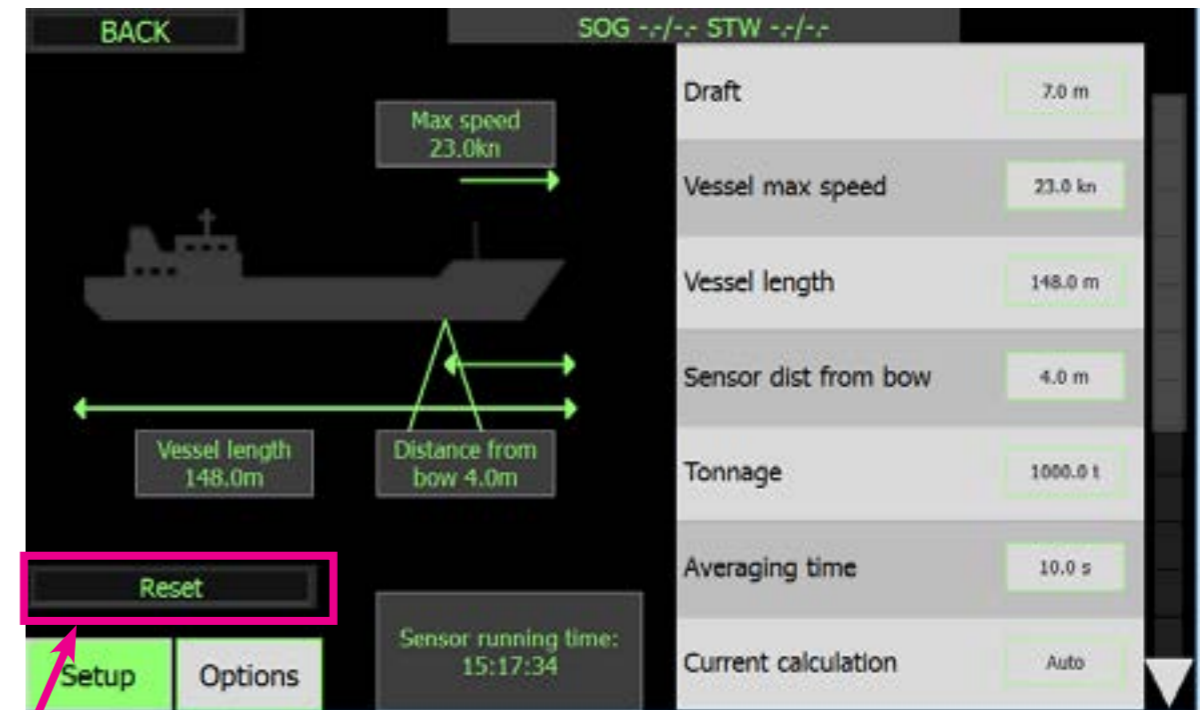 BACK
SOG -.-/-.- STW -.-/-.-
Max speed
23.0kn
Vessel length
148.0m
Distance from
bow 4.0m
Reset
Setup
Options
Sensor running time:
15:17:34
Draft 7.0 m
Vessel max speed 23.0 kn
Vessel length 148.0 m
Sensor dist from bow 4.0 m
Tonnage 1000.0 t
Averaging time 10.0 s
Current calculation Auto